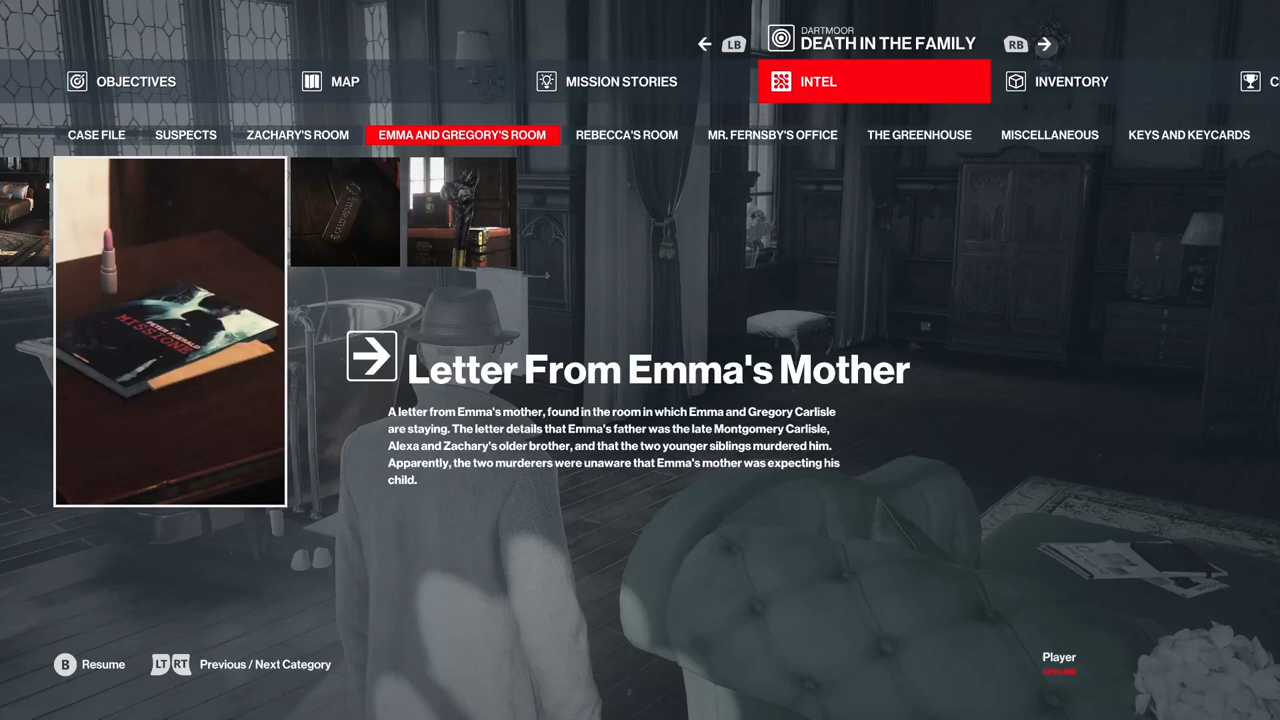 DARTMOOR
LB DEATH IN THE FAMILY RB
OBJECTIVES MAP MISSION STORIES INTEL INVENTORY C
CASE FILE SUSPECTS ZACHARY'S ROOM EMMA AND GREGORY'S ROOM REBECCA'S ROOM MR. FERNSBY'S OFFICE THE GREENHOUSE MISCELLANEOUS KEYS AND KEYCARDS
Letter From Emma's Mother
A letter from Emma's mother, found in the room in which Emma and Gregory Carlisle
are staying. The letter details that Emma's father was the late Montgomery Carlisle,
Alexa and Zachary's older brother, and that the two younger siblings murdered him.
Apparently, the two murderers were unaware that Emma's mother was expecting his
child.
B Resume LT RT Previous / Next Category
Player
OFFLINE